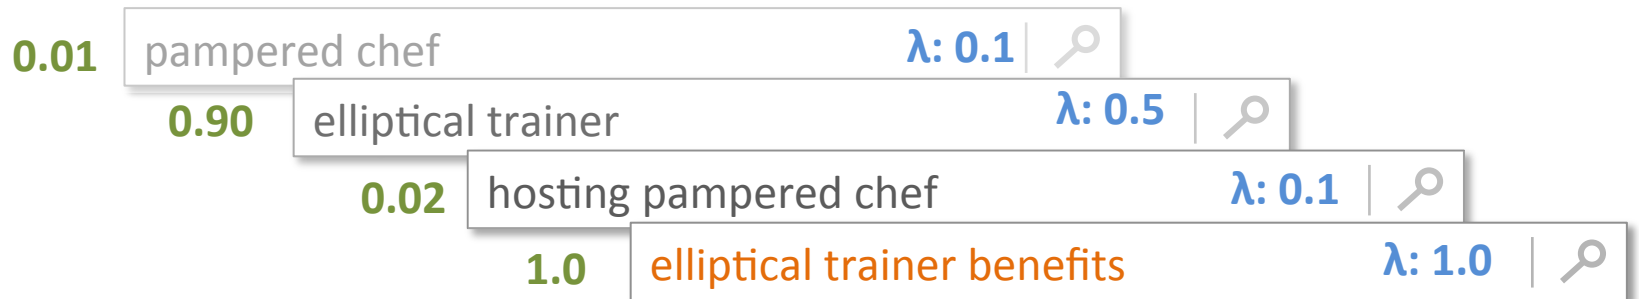 0.01 pampered chef λ: 0.1
0.90 elliptical trainer λ: 0.5
0.02 hosting pampered chef λ: 0.1
1.0 elliptical trainer benefits λ: 1.0